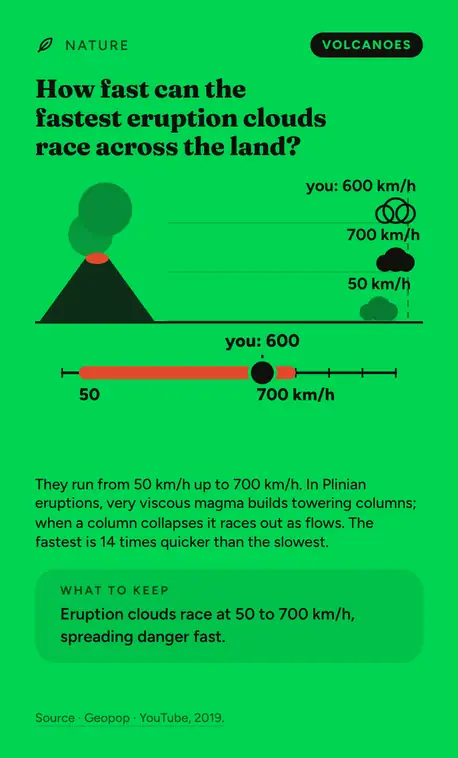 NATURE
VOLCANOES
How fast can the
fastest eruption clouds
race across the land?
you: 600 km/h
700 km/h
50 km/h
you: 600
50
700 km/h
They run from 50 km/h up to 700 km/h. In Plinian
eruptions, very viscous magma builds towering columns;
when a column collapses it races out as flows. The
fastest is 14 times quicker than the slowest.
WHAT TO KEEP
Eruption clouds race at 50 to 700 km/h,
spreading danger fast.
Source · Geopop · YouTube, 2019.